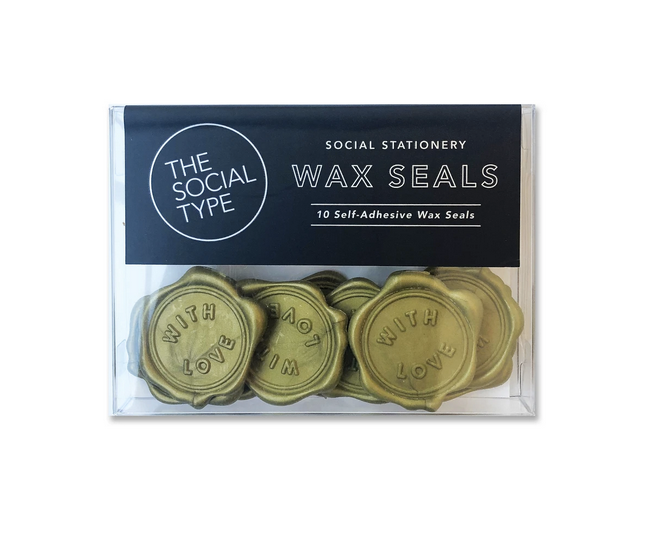 THE
SOCIAL
TYPE
SOCIAL STATIONERY
WAX SEALS
10 Self-Adhesive Wax Seals
WITH
LOVE
WITH
LOVE
WITH
LOVE